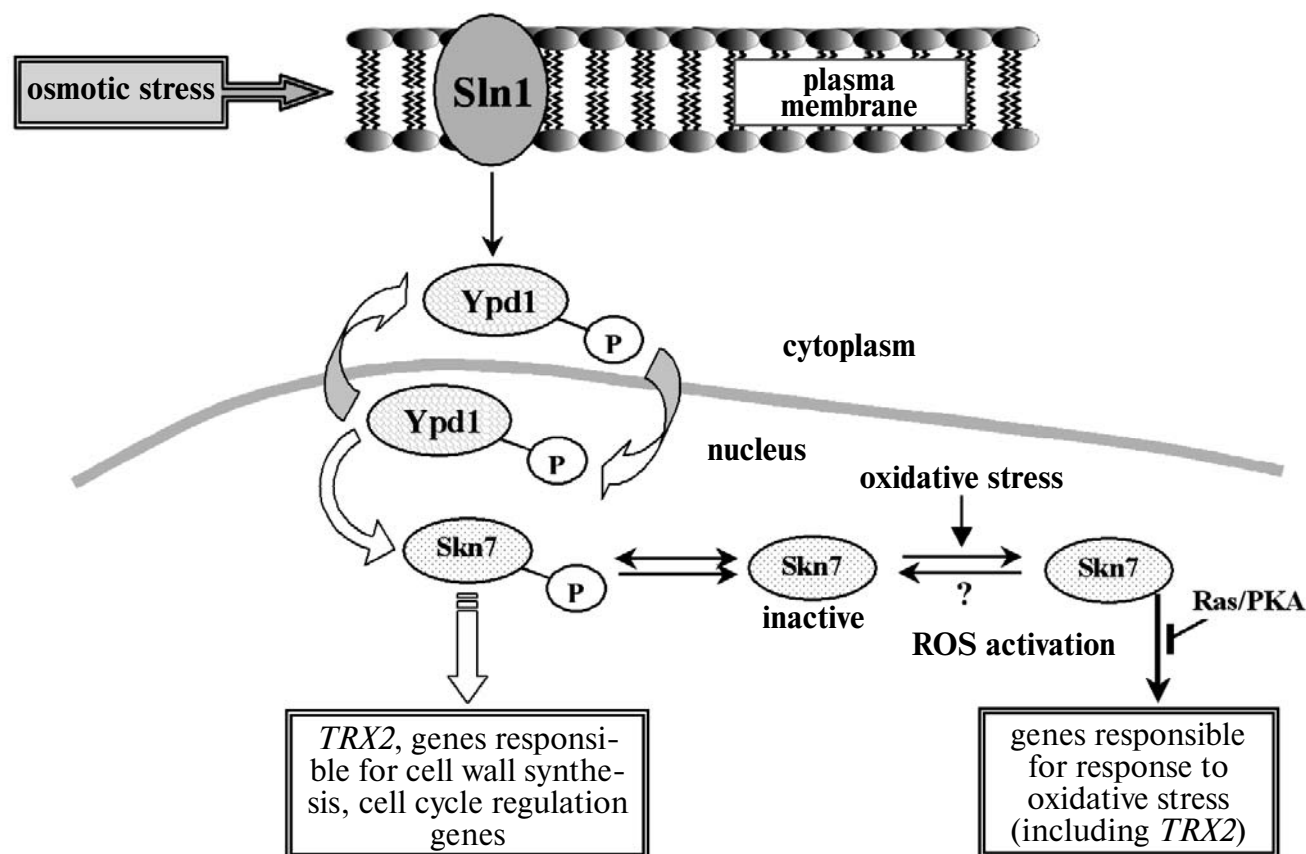 osmotic stress
Sln1
plasma
membrane
Ypd1
P
cytoplasm
Ypd1
P
nucleus
oxidative stress
Skn7
P
Skn7
inactive
?
Skn7
Ras/PKA
ROS activation
TRX2, genes responsi-
ble for cell wall synthe-
sis, cell cycle regulation
genes
genes responsible
for response to
oxidative stress
(including TRX2)